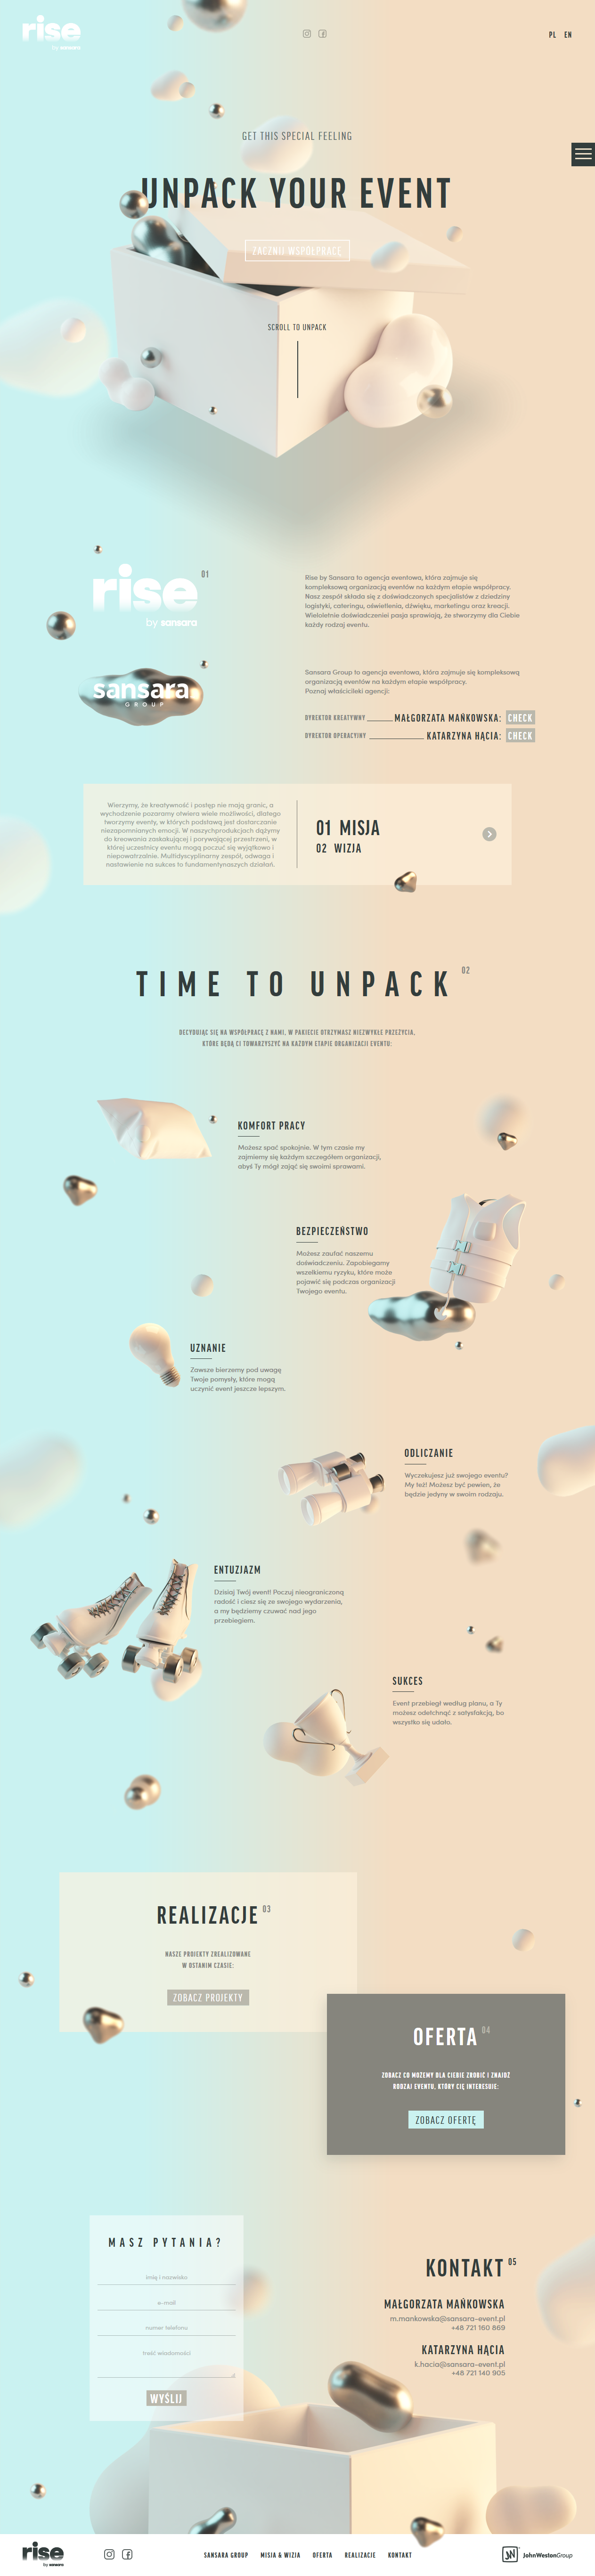 rise
by sansara
PL EN
GET THIS SPECIAL FEELING
UNPACK YOUR EVENT
ZACZNIJ WSPÓŁPRACĘ
SCROLL TO UNPACK
rise 01
by sansara
Rise by Sansara to agencja eventowa, która zajmuje się
kompleksową organizacją eventów na każdym etapie współpracy.
Nasz zespół składa się z doświadczonych specjalistów z dziedziny
logistyki, cateringu, oświetlenia, dźwięku, marketingu oraz kreacji.
Wieloletnie doświadczeniei pasja sprawiają, że stworzymy dla Ciebie
każdy rodzaj eventu.
sansara
GROUP
Sansara Group to agencja eventowa, która zajmuje się kompleksową
organizacją eventów na każdym etapie współpracy.
Poznaj właścicileki agencji:
DYREKTOR KREATYWNY MAŁGORZATA MAŃKOWSKA: CHECK
DYREKTOR OPERACYJNY KATARZYNA HĄCIA: CHECK
Wierzymy, że kreatywność i postęp nie mają granic, a
wychodzenie pozaramy otwiera wiele możliwości, dlatego
tworzymy eventy, w których podstawą jest dostarczanie
niezapomnianych emocji. W naszychprodukcjach dążymy
do kreowania zaskakującej i porywającej przestrzeni, w
której uczestnicy eventu mogą poczuć się wyjątkowo i
niepowatrzalnie. Multidyscyplinarny zespół, odwaga i
nastawienie na sukces to fundamentynaszych działań.
01 MISJA
02 WIZJA
TIME TO UNPACK 02
DECYDUJĄC SIĘ NA WSPÓŁPRACĘ Z NAMI, W PAKIECIE OTRZYMASZ NIEZWYKŁE PRZEŻYCIA,
KTÓRE BĘDĄ CI TOWARZYSZYĆ NA KAŻDYM ETAPIE ORGANIZACJI EVENTU:
KOMFORT PRACY
Możesz spać spokojnie. W tym czasie my
zajmiemy się każdym szczegółem organizacji,
abyś Ty mógł zająć się swoimi sprawami.
BEZPIECZEŃSTWO
Możesz zaufać naszemu
doświadczeniu. Zapobiegamy
wszelkiemu ryzyku, które może
pojawić się podczas organizacji
Twojego eventu.
UZNANIE
Zawsze bierzemy pod uwagę
Twoje pomysły, które mogą
uczynić event jeszcze lepszym.
ODLICZANIE
Wyczekujesz już swojego eventu?
My też! Możesz być pewien, że
będzie jedyny w swoim rodzaju.
ENTUZJAZM
Dzisiaj Twój event! Poczuj nieograniczoną
radość i ciesz się ze swojego wydarzenia,
a my będziemy czuwać nad jego
przebiegiem.
SUKCES
Event przebiegł według planu, a Ty
możesz odetchnąć z satysfakcją, bo
wszystko się udało.
REALIZACJE 03
NASZE PROJEKTY ZREALIZOWANE
W OSTANIM CZASIE:
ZOBACZ PROJEKTY
OFERTA 04
ZOBACZ CO MOŻEMY DLA CIEBIE ZROBIĆ I ZNAJDŹ
RODZAJ EVENTU, KTÓRY CIĘ INTERESUJE:
ZOBACZ OFERTĘ
MASZ PYTANIA?
imię i nazwisko
e-mail
numer telefonu
treść wiadomości
WYŚLIJ
KONTAKT 05
MAŁGORZATA MAŃKOWSKA
m.mankowska@sansara-event.pl
+48 721 160 869
KATARZYNA HĄCIA
k.hacia@sansara-event.pl
+48 721 140 905
rise
by sansara
SANSARA GROUP MISJA & WIZJA OFERTA REALIZACJE KONTAKT
JW JohnWestonGroup